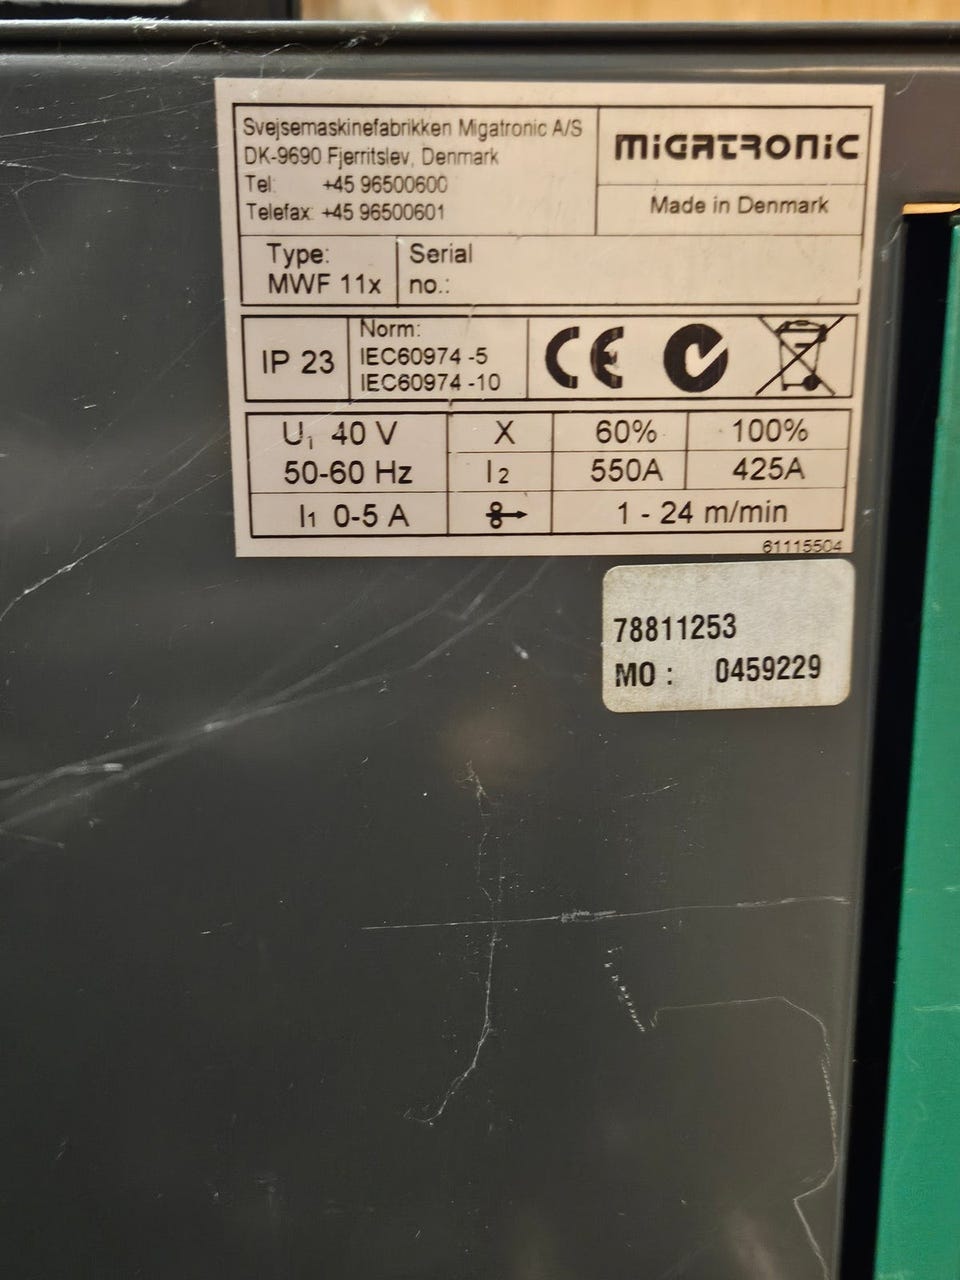 Svejsemaskinefabrikken Migatronic A/S
DK-9690 Fjerritslev, Denmark
Tel: +45 96500600
Telefax: +45 96500601
MIGATRONIC
Made in Denmark
Type:
MWF 11x
Serial
no.:
IP 23
Norm:
IEC60974 -5
IEC60974 -10
CE
U₁ 40 V
50-60 Hz
I₁ 0-5 A
X 60% 100%
I₂ 550A 425A
1 - 24 m/min
61115504
78811253
MO : 0459229